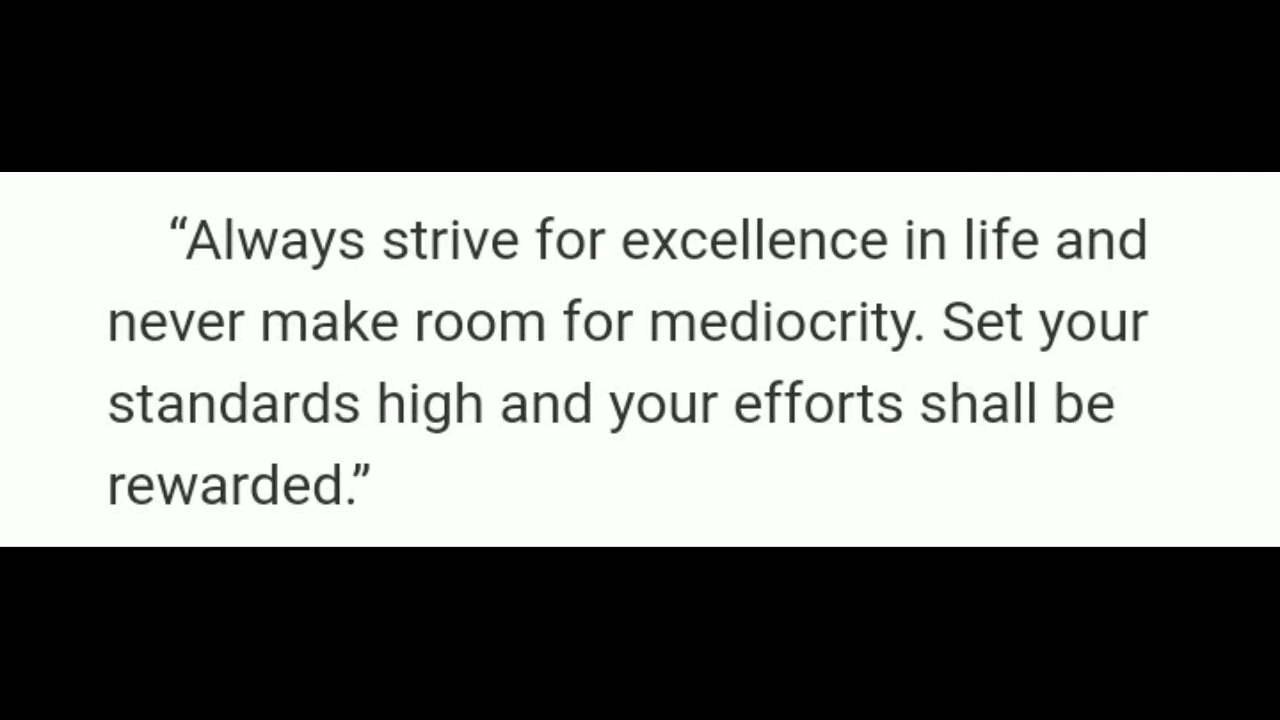 “Always strive for excellence in life and
never make room for mediocrity. Set your
standards high and your efforts shall be
rewarded.”